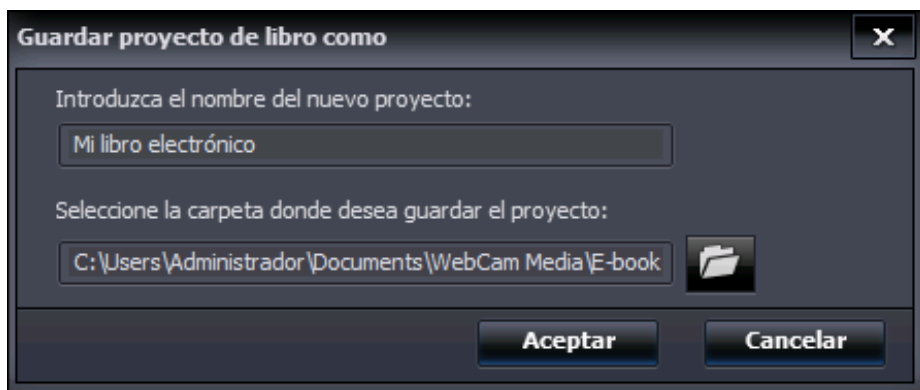 Guardar proyecto de libro como
Introduzca el nombre del nuevo proyecto:
Mi libro electrónico
Seleccione la carpeta donde desea guardar el proyecto:
C:\Users\Administrador\Documents\WebCam Media\E-book
Aceptar Cancelar